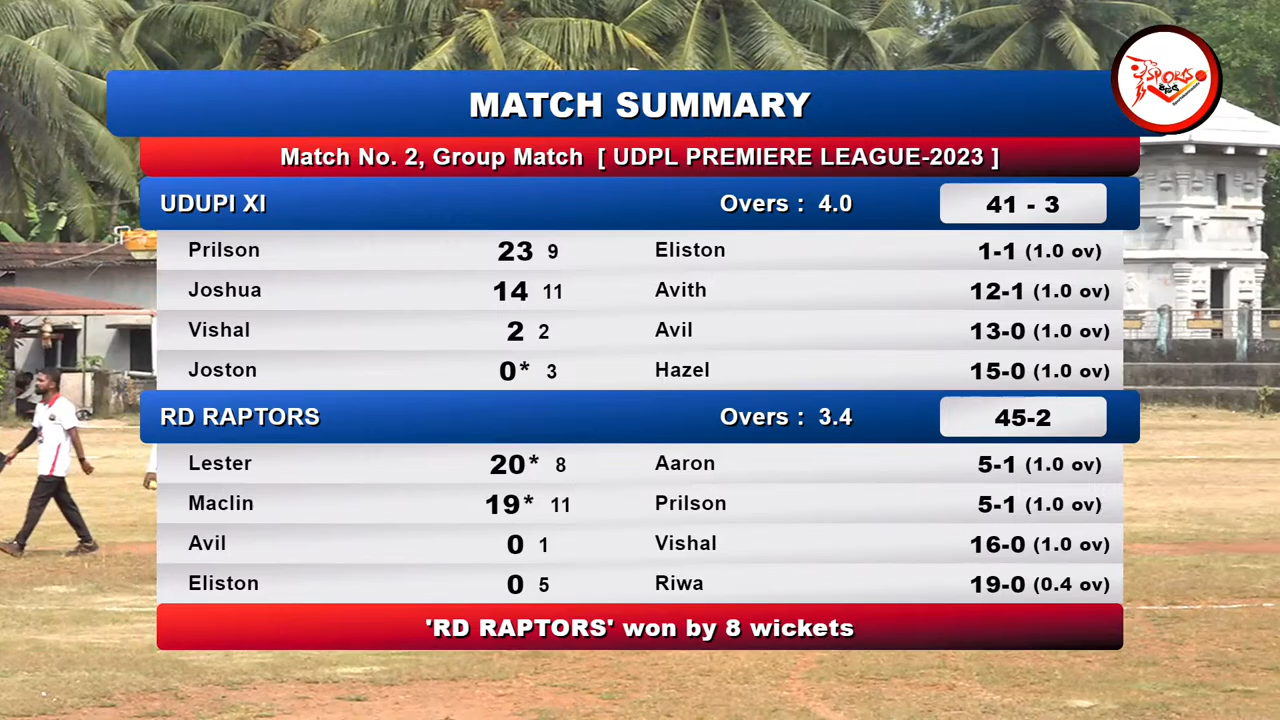 MATCH SUMMARY
SPORDS
Match No. 2, Group Match [ UDPL PREMIERE LEAGUE-2023 ]
UDUPI XI Overs : 4.0 41 - 3
Prilson 23 9 Eliston 1-1 (1.0 ov)
Joshua 14 11 Avith 12-1 (1.0 ov)
Vishal 2 2 Avil 13-0 (1.0 ov)
Joston 0* 3 Hazel 15-0 (1.0 ov)
RD RAPTORS Overs : 3.4 45-2
Lester 20* 8 Aaron 5-1 (1.0 ov)
Maclin 19* 11 Prilson 5-1 (1.0 ov)
Avil 0 1 Vishal 16-0 (1.0 ov)
Eliston 0 5 Riwa 19-0 (0.4 ov)
'RD RAPTORS' won by 8 wickets